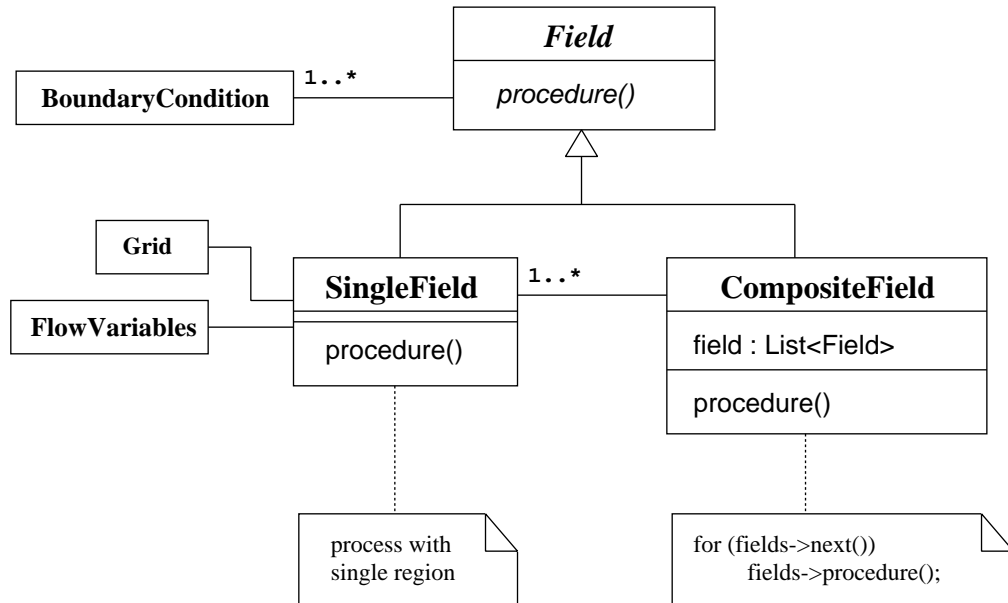 Field
procedure()
1..*
BoundaryCondition
Grid
FlowVariables
SingleField
procedure()
1..*
CompositeField
field : List<Field>
procedure()
process with
single region
for (fields->next())
fields->procedure();